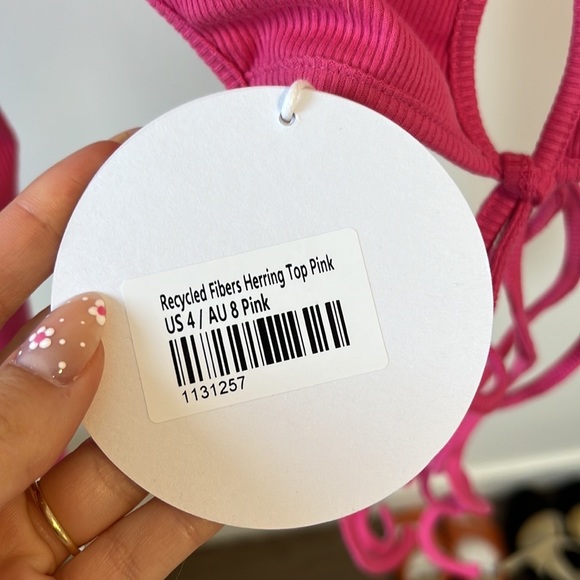 Recycled Fibers Herring Top Pink
US 4 / AU 8 Pink
1131257